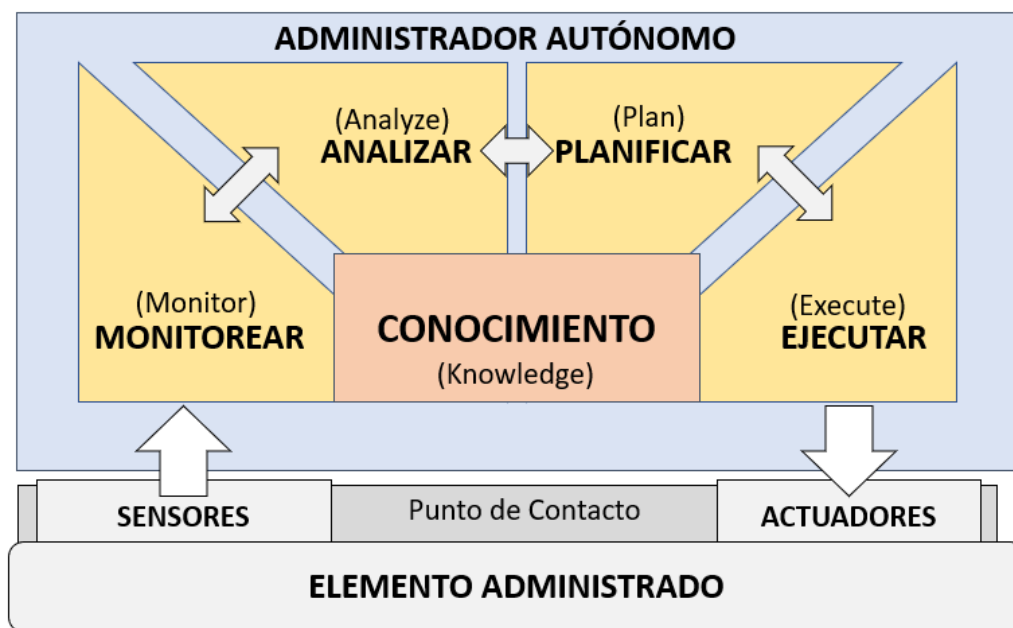 ADMINISTRADOR AUTÓNOMO
(Analyze)
ANALIZAR
(Plan)
PLANIFICAR
(Monitor)
MONITOREAR
CONOCIMIENTO
(Knowledge)
(Execute)
EJECUTAR
SENSORES
Punto de Contacto
ACTUADORES
ELEMENTO ADMINISTRADO